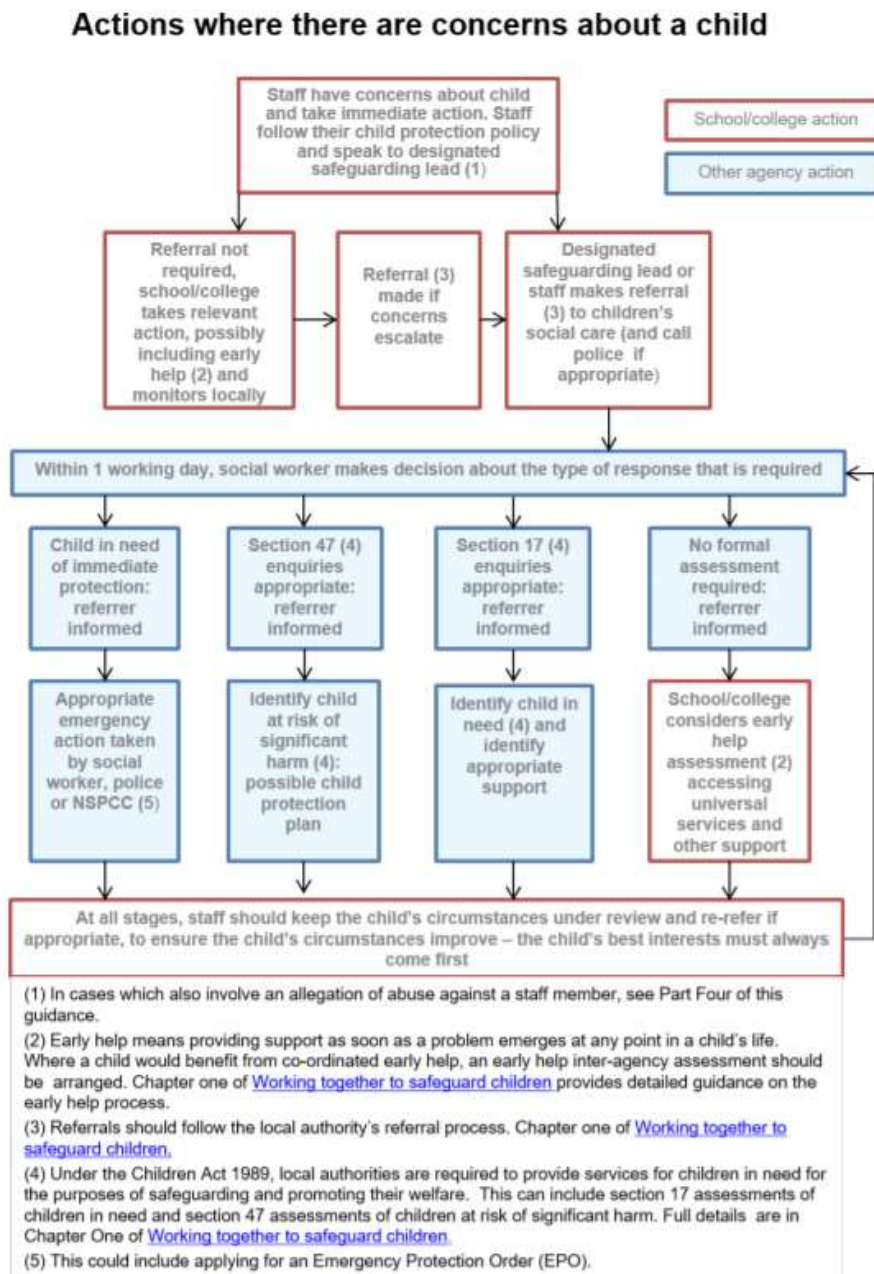 Actions where there are concerns about a child
Staff have concerns about child
and take immediate action. Staff
follow their child protection policy
and speak to designated
safeguarding lead (1)
School/college action
Other agency action
Referral not
required,
school/college
takes relevant
action, possibly
including early
help (2) and
monitors locally
Referral (3)
made if
concerns
escalate
Designated
safeguarding lead or
staff makes referral
(3) to children's
social care (and call
police if
appropriate)
Within 1 working day, social worker makes decision about the type of response that is required
Child in need
of immediate
protection:
referrer
informed
Section 47 (4)
enquiries
appropriate:
referrer
informed
Section 17 (4)
enquiries
appropriate:
referrer
informed
No formal
assessment
required:
referrer
informed
Appropriate
emergency
action taken
by social
worker, police
or NSPCC (5)
Identify child
at risk of
significant
harm (4):
possible child
protection
plan
Identify child in
need (4) and
identify
appropriate
support
School/college
considers early
help
assessment (2)
accessing
universal
services and
other support
At all stages, staff should keep the child's circumstances under review and re-refer if
appropriate, to ensure the child's circumstances improve – the child's best interests must always
come first
(1) In cases which also involve an allegation of abuse against a staff member, see Part Four of this
guidance.
(2) Early help means providing support as soon as a problem emerges at any point in a child's life.
Where a child would benefit from co-ordinated early help, an early help inter-agency assessment should
be arranged. Chapter one of Working together to safeguard children provides detailed guidance on the
early help process.
(3) Referrals should follow the local authority's referral process. Chapter one of Working together to
safeguard children.
(4) Under the Children Act 1989, local authorities are required to provide services for children in need for
the purposes of safeguarding and promoting their welfare. This can include section 17 assessments of
children in need and section 47 assessments of children at risk of significant harm. Full details are in
Chapter One of Working together to safeguard children.
(5) This could include applying for an Emergency Protection Order (EPO).